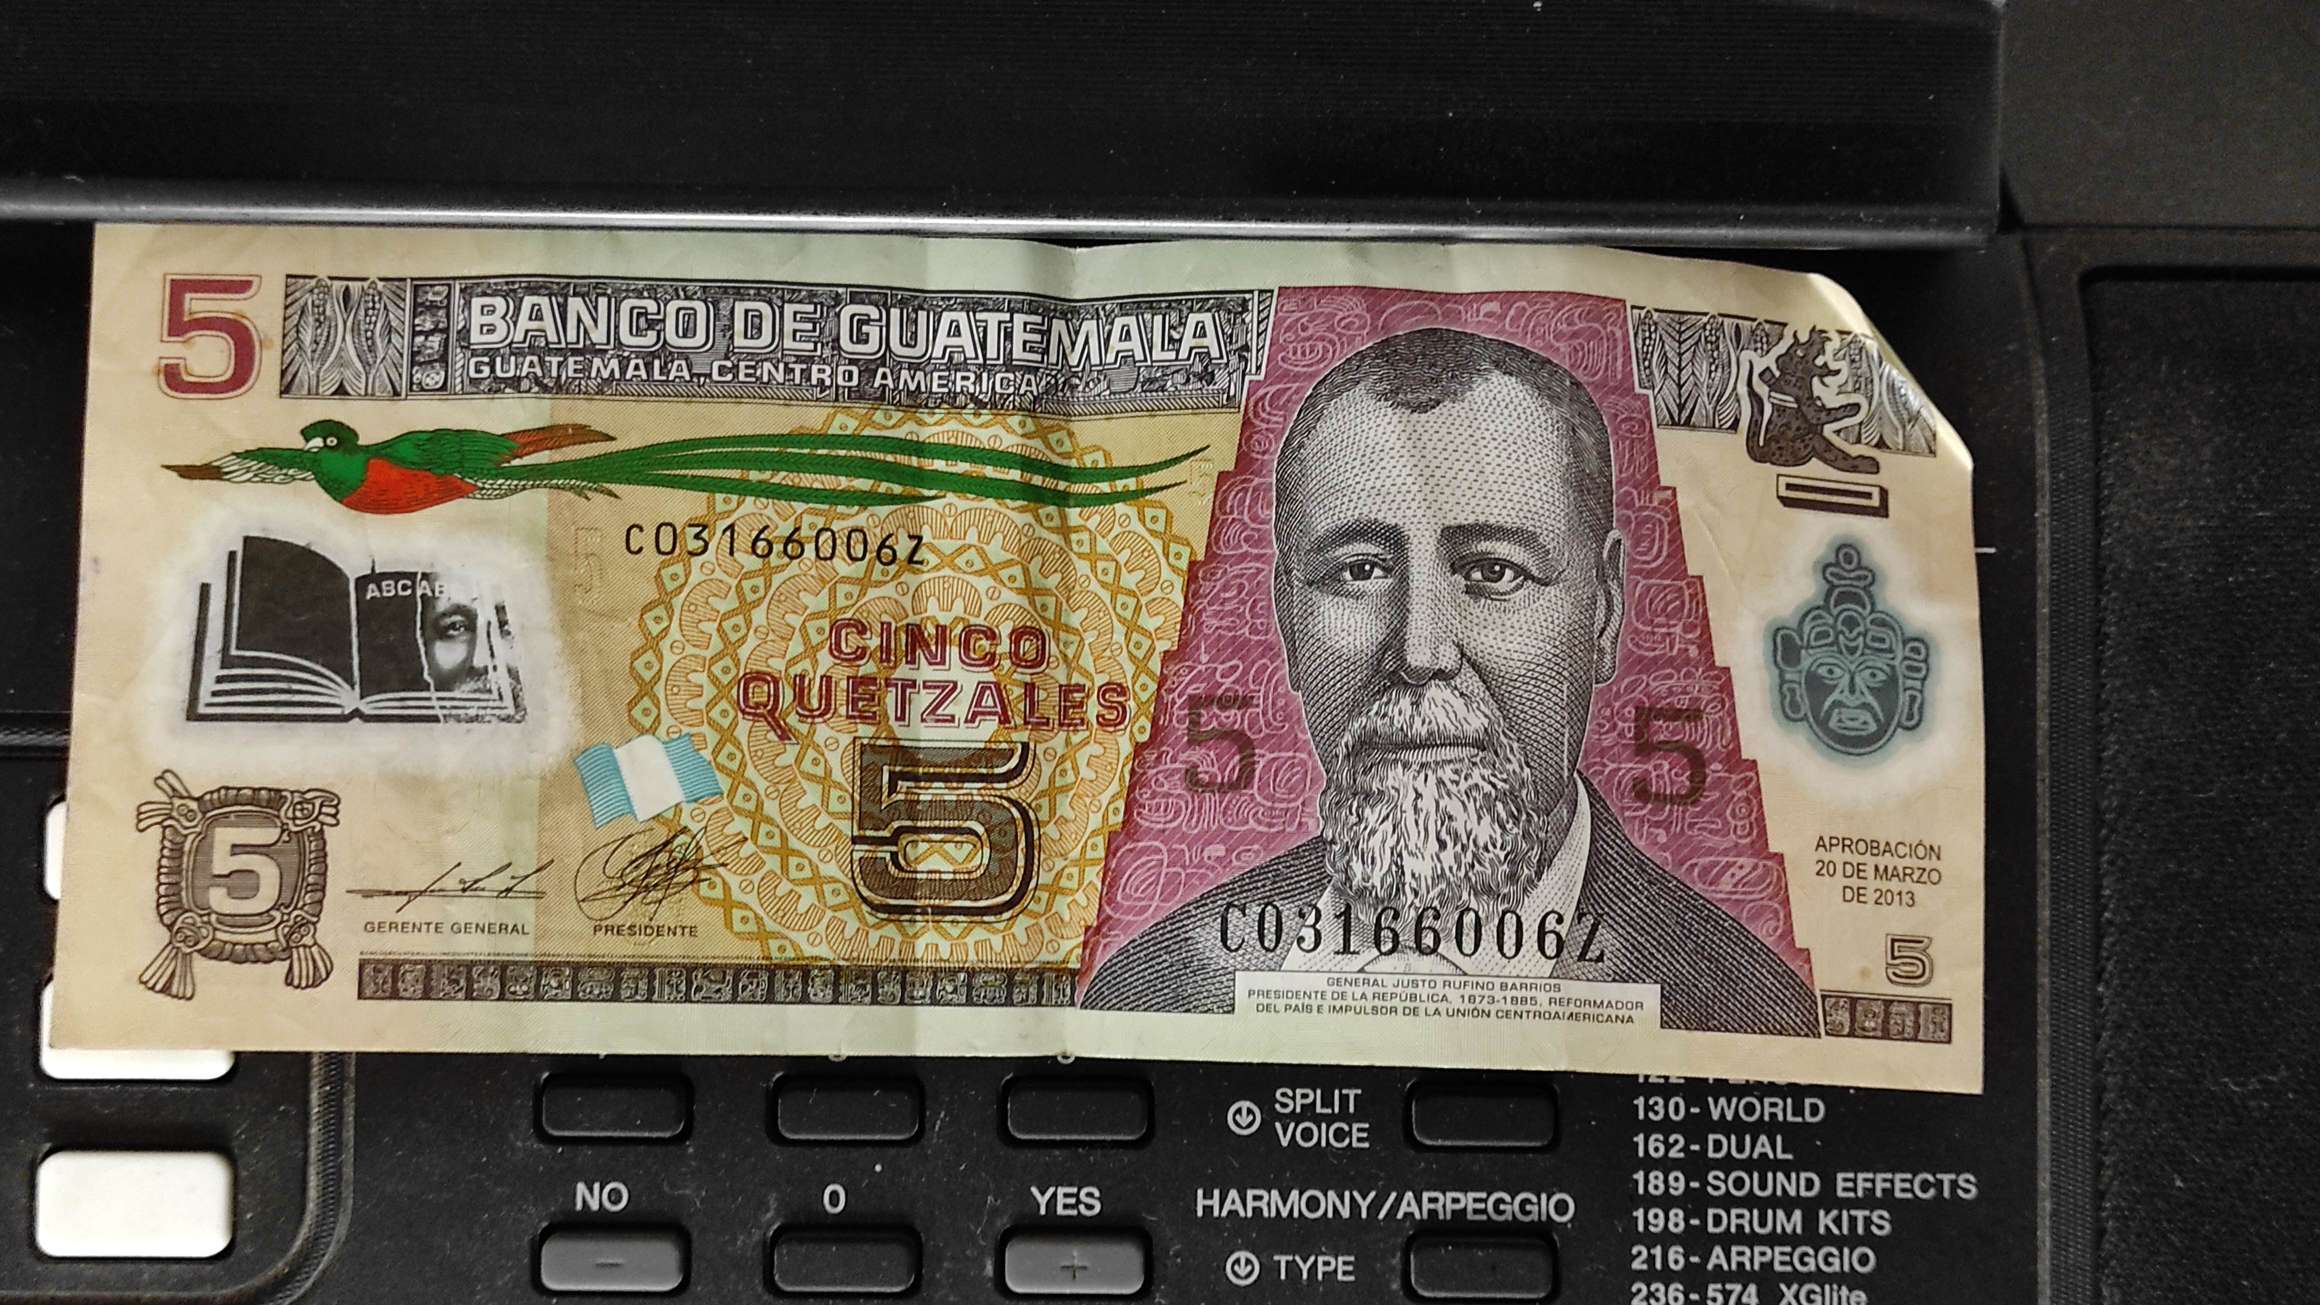 5
BANCO DE GUATEMALA
GUATEMALA, CENTRO AMERICA
C03166006Z
ABC AB
CINCO
QUETZALES
5
5
5
5
GERENTE GENERAL
PRESIDENTE
C03166006Z
GENERAL JUSTO RUFINO BARRIOS
PRESIDENTE DE LA REPÚBLICA, 1873-1885, REFORMADOR
DEL PAÍS E IMPULSOR DE LA UNIÓN CENTROAMERICANA
APROBACIÓN
20 DE MARZO
DE 2013
5
SPLIT
VOICE
NO
0
YES
-
+
HARMONY/ARPEGGIO
TYPE
130-WORLD
162-DUAL
189-SOUND EFFECTS
198-DRUM KITS
216-ARPEGGIO
236-574 XGlite